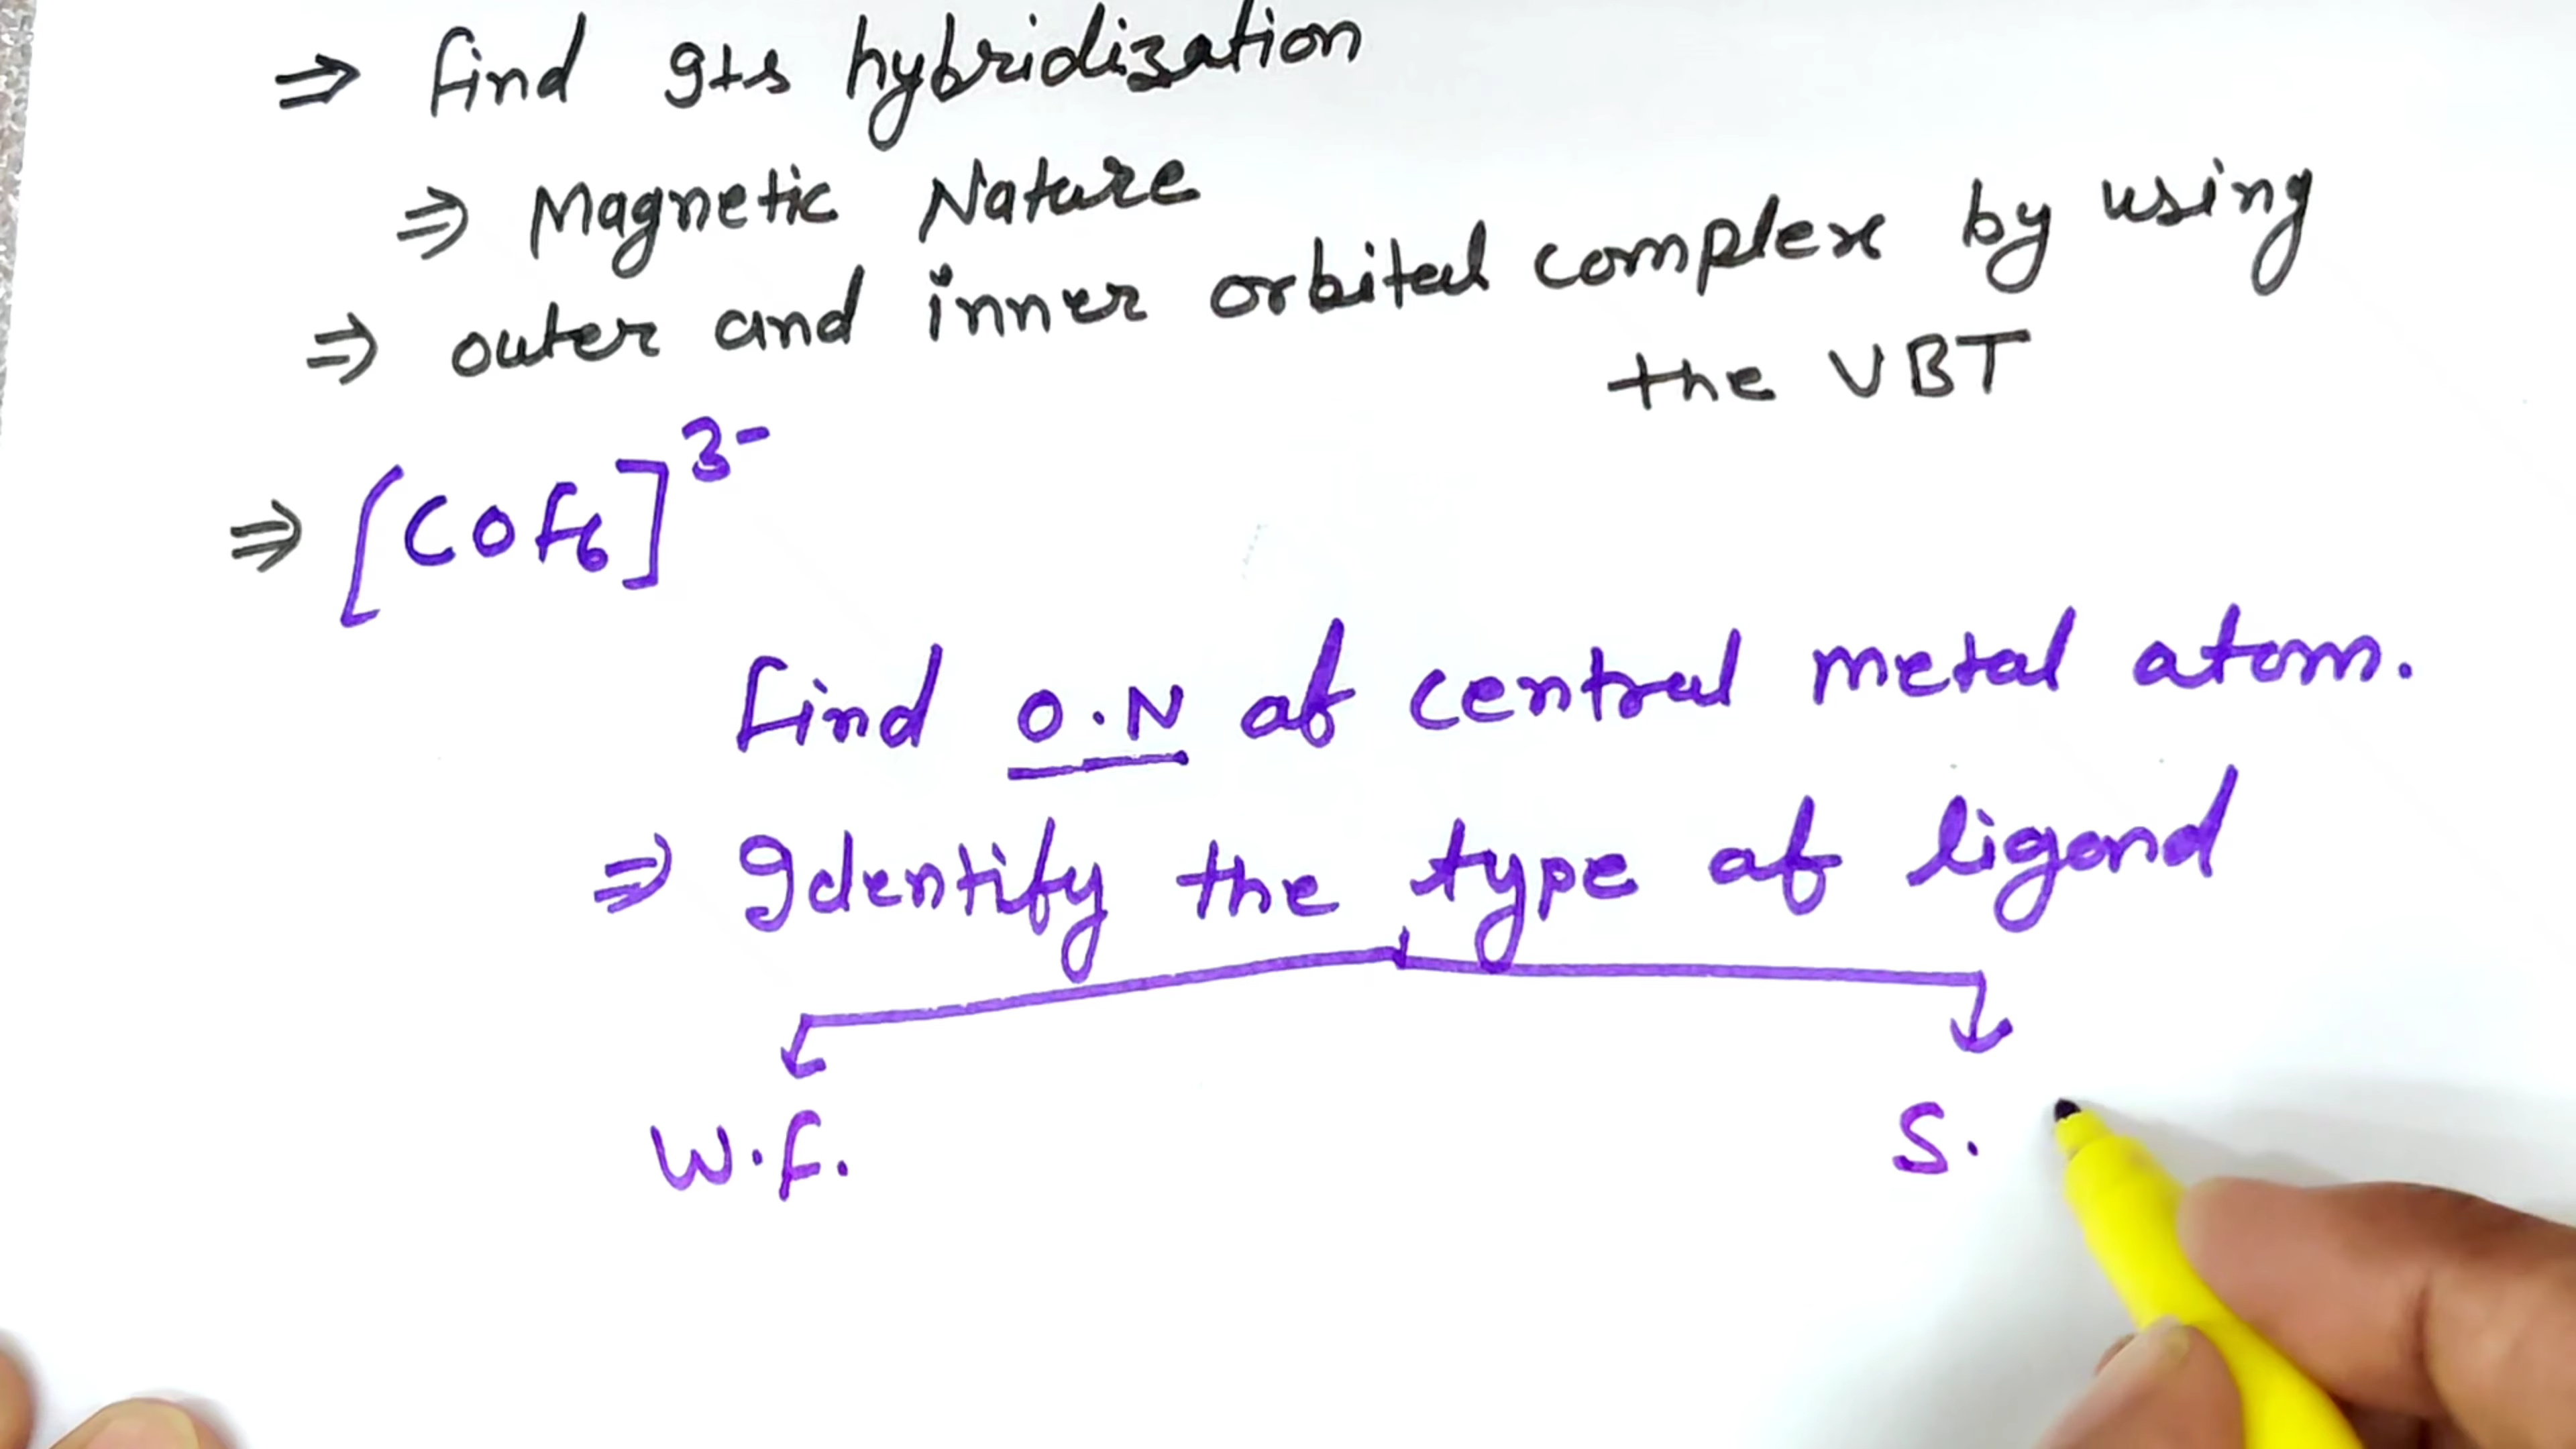 ⇒ find Its hybridization
⇒ Magnetic Nature
⇒ outer and inner orbital complex by using
the VBT
⇒ [CoF6]3-
find O.N of central metal atom.
⇒ Identify the type of ligand
W.F.
S.